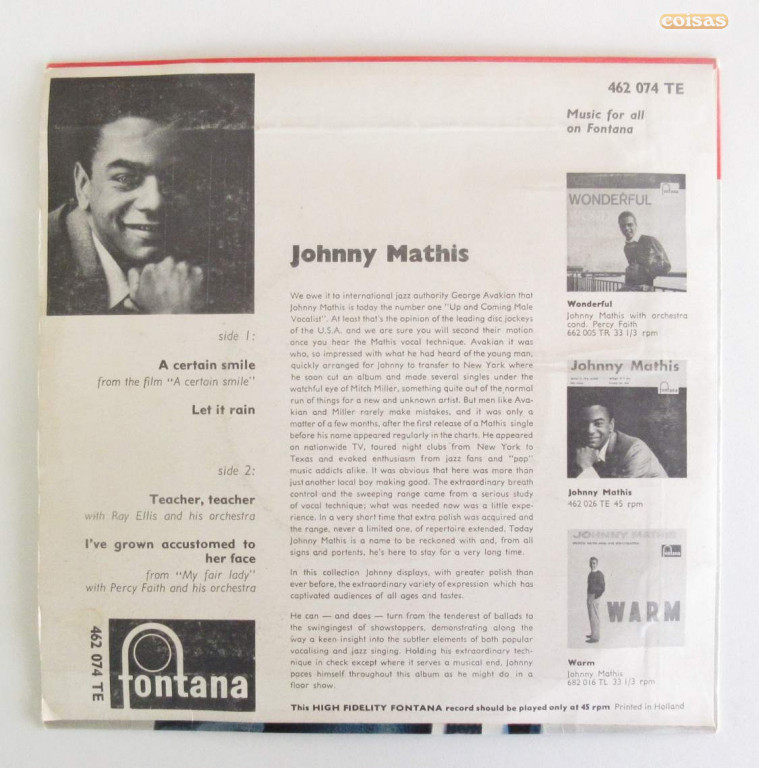 coisas
462 074 TE
Music for all
on Fontana
side 1:
A certain smile
from the film "A certain smile"
Let it rain
side 2:
Teacher, teacher
with Ray Ellis and his orchestra
I've grown accustomed to
her face
from "My fair lady"
with Percy Faith and his orchestra
462 074 TE
fontana
Johnny Mathis
We owe it to international jazz authority George Avakian that
Johnny Mathis is today the number one "Up and Coming Male
Vocalist". At least that's the opinion of the leading disc jockeys
of the U.S.A. and we are sure you will second their motion
once you hear the Mathis vocal technique. Avakian it was
who, so impressed with what he had heard of the young man,
quickly arranged for Johnny to transfer to New York where
he soon cut an album and made several singles under the
watchful eye of Mitch Miller, something quite out of the normal
run of things for a new and unknown artist. But men like Ava-
kian and Miller rarely make mistakes, and it was only a
matter of a few months, after the first release of a Mathis single
before his name appeared regularly in the charts. He appeared
on nationwide TV, toured night clubs from New York to
Texas and evoked enthusiasm from jazz fans and "pop"
music addicts alike. It was obvious that here was more than
just another local boy making good. The extraordinary breath
control and the sweeping range came from a serious study
of vocal technique; what was needed now was a little expe-
rience. In a very short time that extra polish was acquired and
the range, never a limited one, of repertoire extended. Today
Johnny Mathis is a name to be reckoned with and, from all
signs and portents, he's here to stay for a very long time.
In this collection Johnny displays, with greater polish than
ever before, the extraordinary variety of expression which has
captivated audiences of all ages and tastes.
He can — and does — turn from the tenderest of ballads to
the swingingest of showstoppers, demonstrating along the
way a keen insight into the subtler elements of both popular
vocalising and jazz singing. Holding his extraordinary tech-
nique in check except where it serves a musical end, Johnny
paces himself throughout this album as he might do in a
floor show.
WONDERFUL
Wonderful
Johnny Mathis with orchestra
cond. Percy Faith
662 005 TR 33 1/3 rpm
Johnny Mathis
Johnny Mathis
462 026 TE 45 rpm
JOHNNY MATHIS
WARM
Warm
Johnny Mathis
682 016 TL 33 1/3 rpm
This HIGH FIDELITY FONTANA record should be played only at 45 rpm Printed in Holland